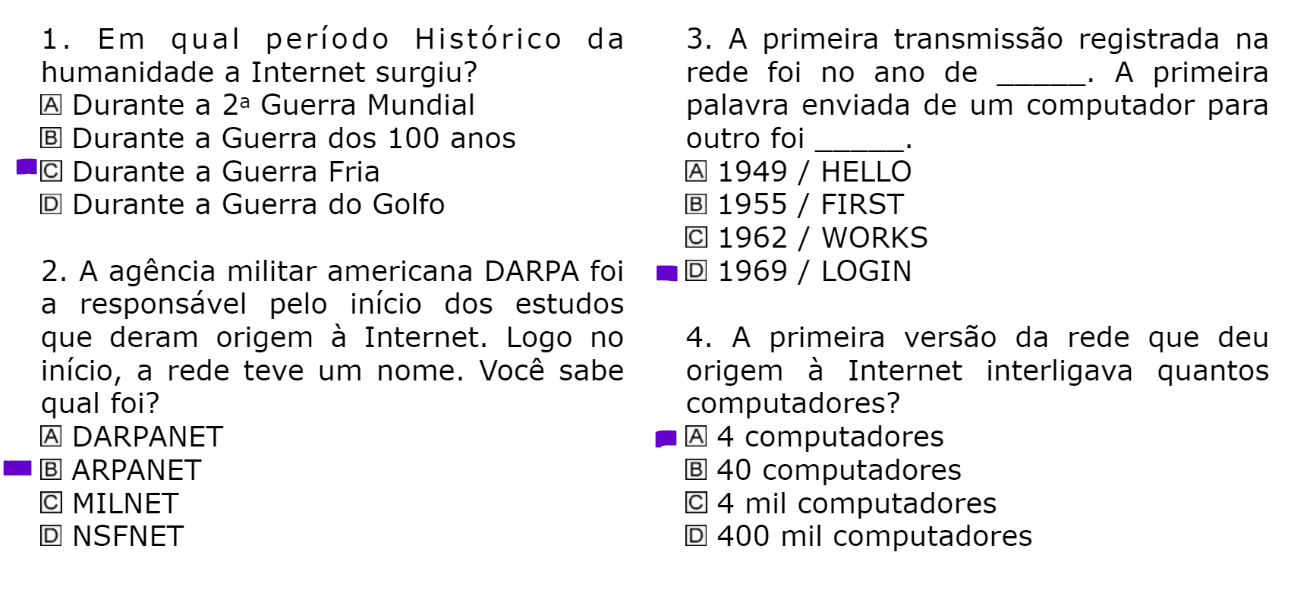 1. Em qual período Histórico da
humanidade a Internet surgiu?
A Durante a 2ª Guerra Mundial
B Durante a Guerra dos 100 anos
C Durante a Guerra Fria
D Durante a Guerra do Golfo
2. A agência militar americana DARPA foi
a responsável pelo início dos estudos
que deram origem à Internet. Logo no
início, a rede teve um nome. Você sabe
qual foi?
A DARPANET
B ARPANET
C MILNET
D NSFNET
3. A primeira transmissão registrada na
rede foi no ano de _____. A primeira
palavra enviada de um computador para
outro foi _____.
A 1949 / HELLO
B 1955 / FIRST
C 1962 / WORKS
D 1969 / LOGIN
4. A primeira versão da rede que deu
origem à Internet interligava quantos
computadores?
A 4 computadores
B 40 computadores
C 4 mil computadores
D 400 mil computadores